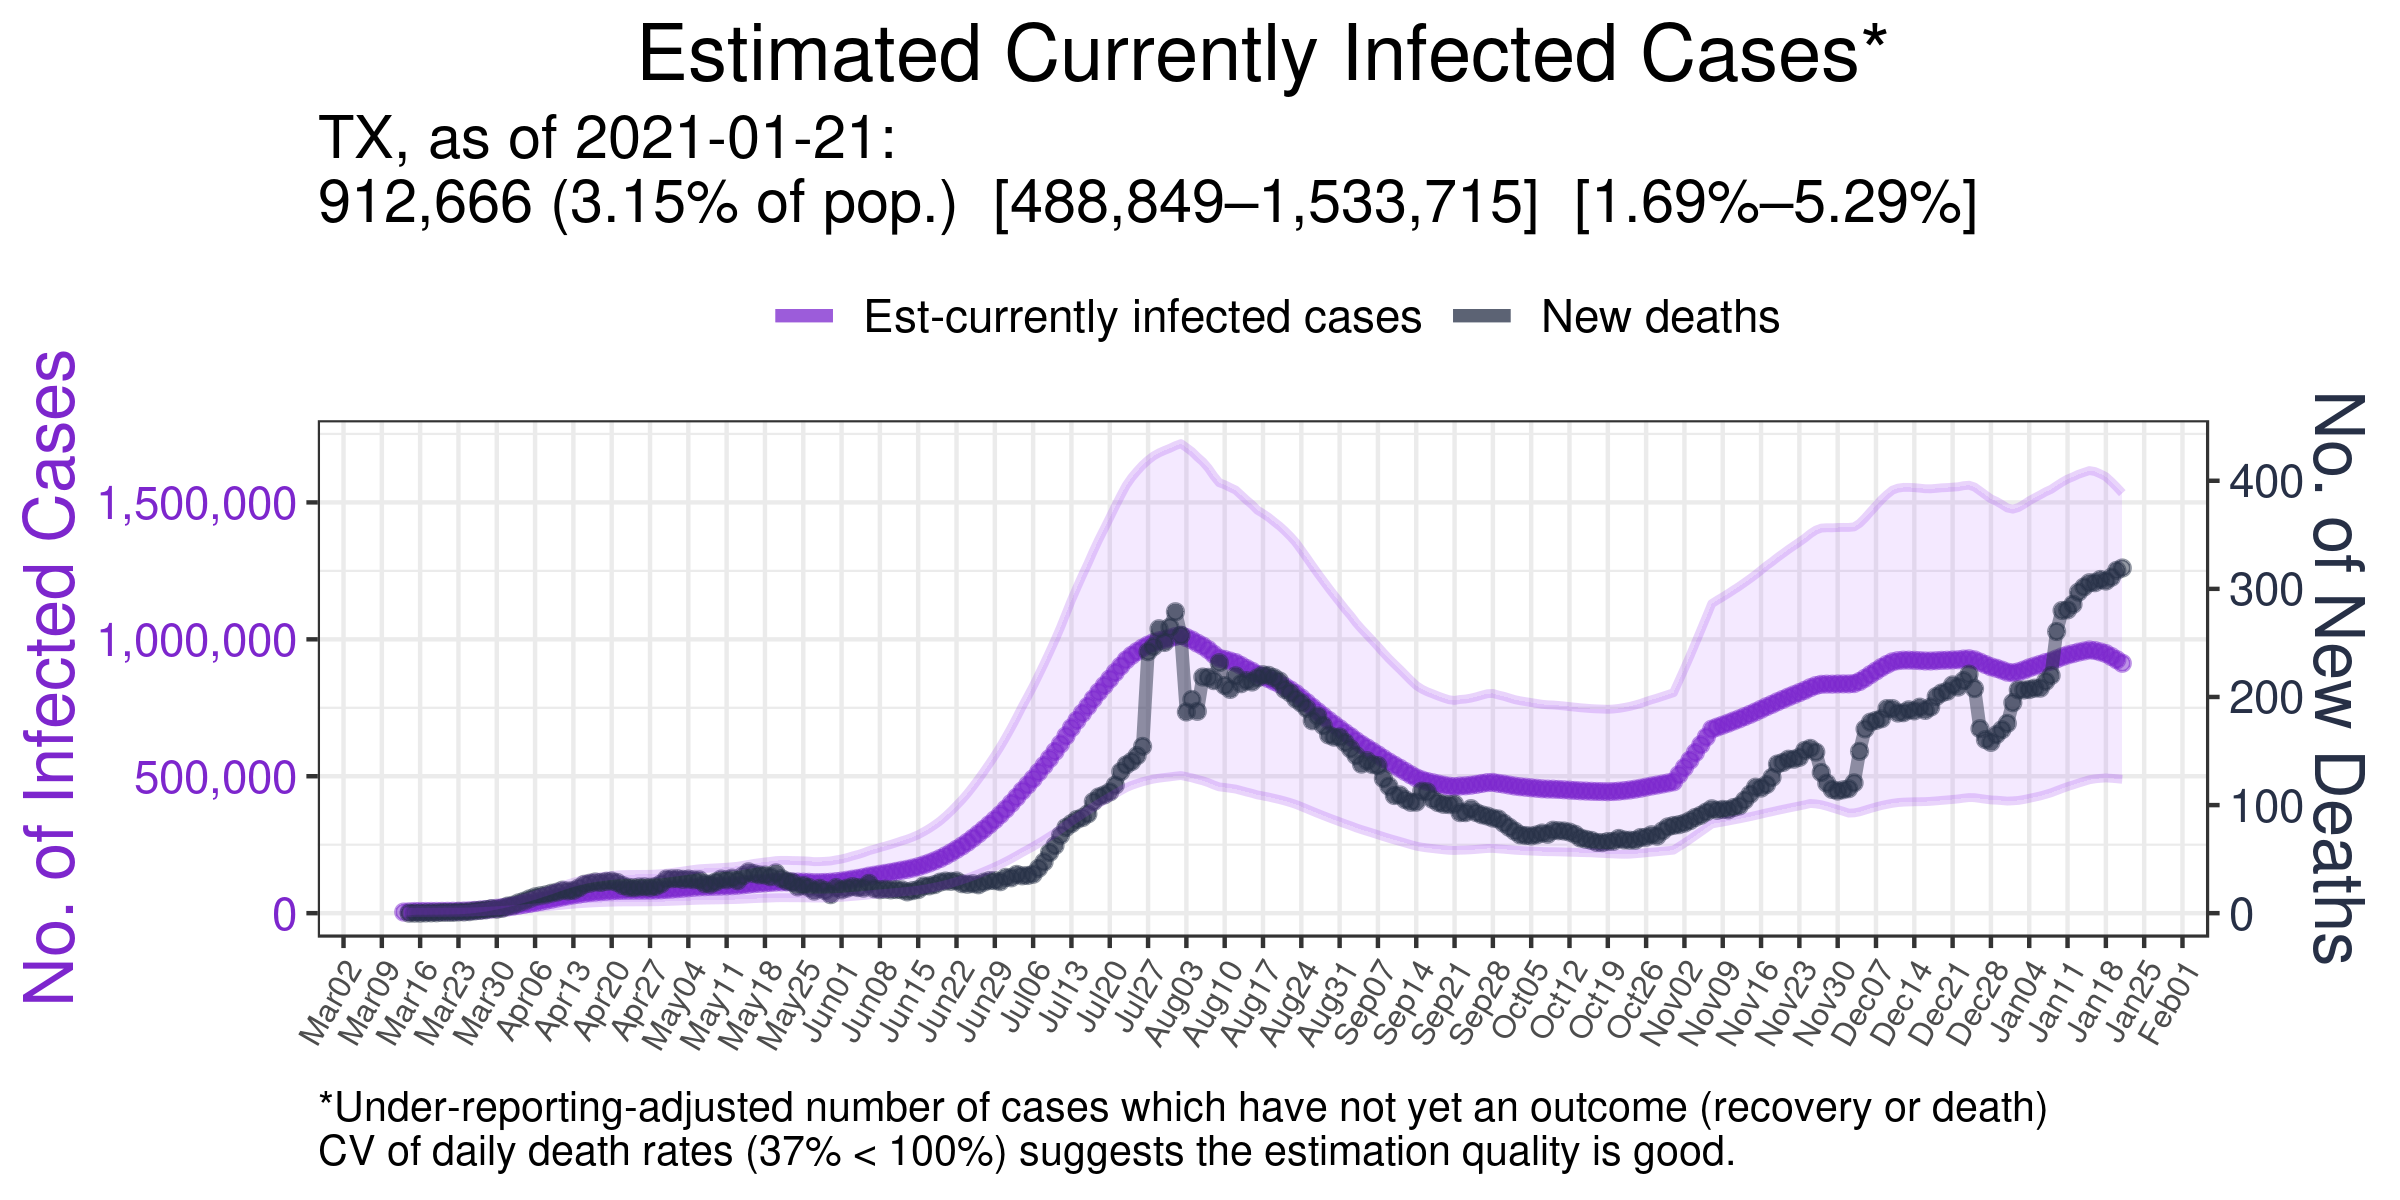 Estimated Currently Infected Cases*
TX, as of 2021-01-21:
912,666 (3.15% of pop.) [488,849–1,533,715] [1.69%–5.29%]
Est-currently infected cases New deaths
No. of Infected Cases
1,500,000
1,000,000
500,000
0
400
300
200
100
0
No. of New Deaths
Mar02 Mar09 Mar16 Mar23 Mar30 Apr06 Apr13 Apr20 Apr27 May04 May11 May18 May25 Jun01 Jun08 Jun15 Jun22 Jun29 Jul06 Jul13 Jul20 Jul27 Aug03 Aug10 Aug17 Aug24 Aug31 Sep07 Sep14 Sep21 Sep28 Oct05 Oct12 Oct19 Oct26 Nov02 Nov09 Nov16 Nov23 Nov30 Dec07 Dec14 Dec21 Dec28 Jan04 Jan11 Jan18 Jan25 Feb01
*Under-reporting-adjusted number of cases which have not yet an outcome (recovery or death)
CV of daily death rates (37% < 100%) suggests the estimation quality is good.